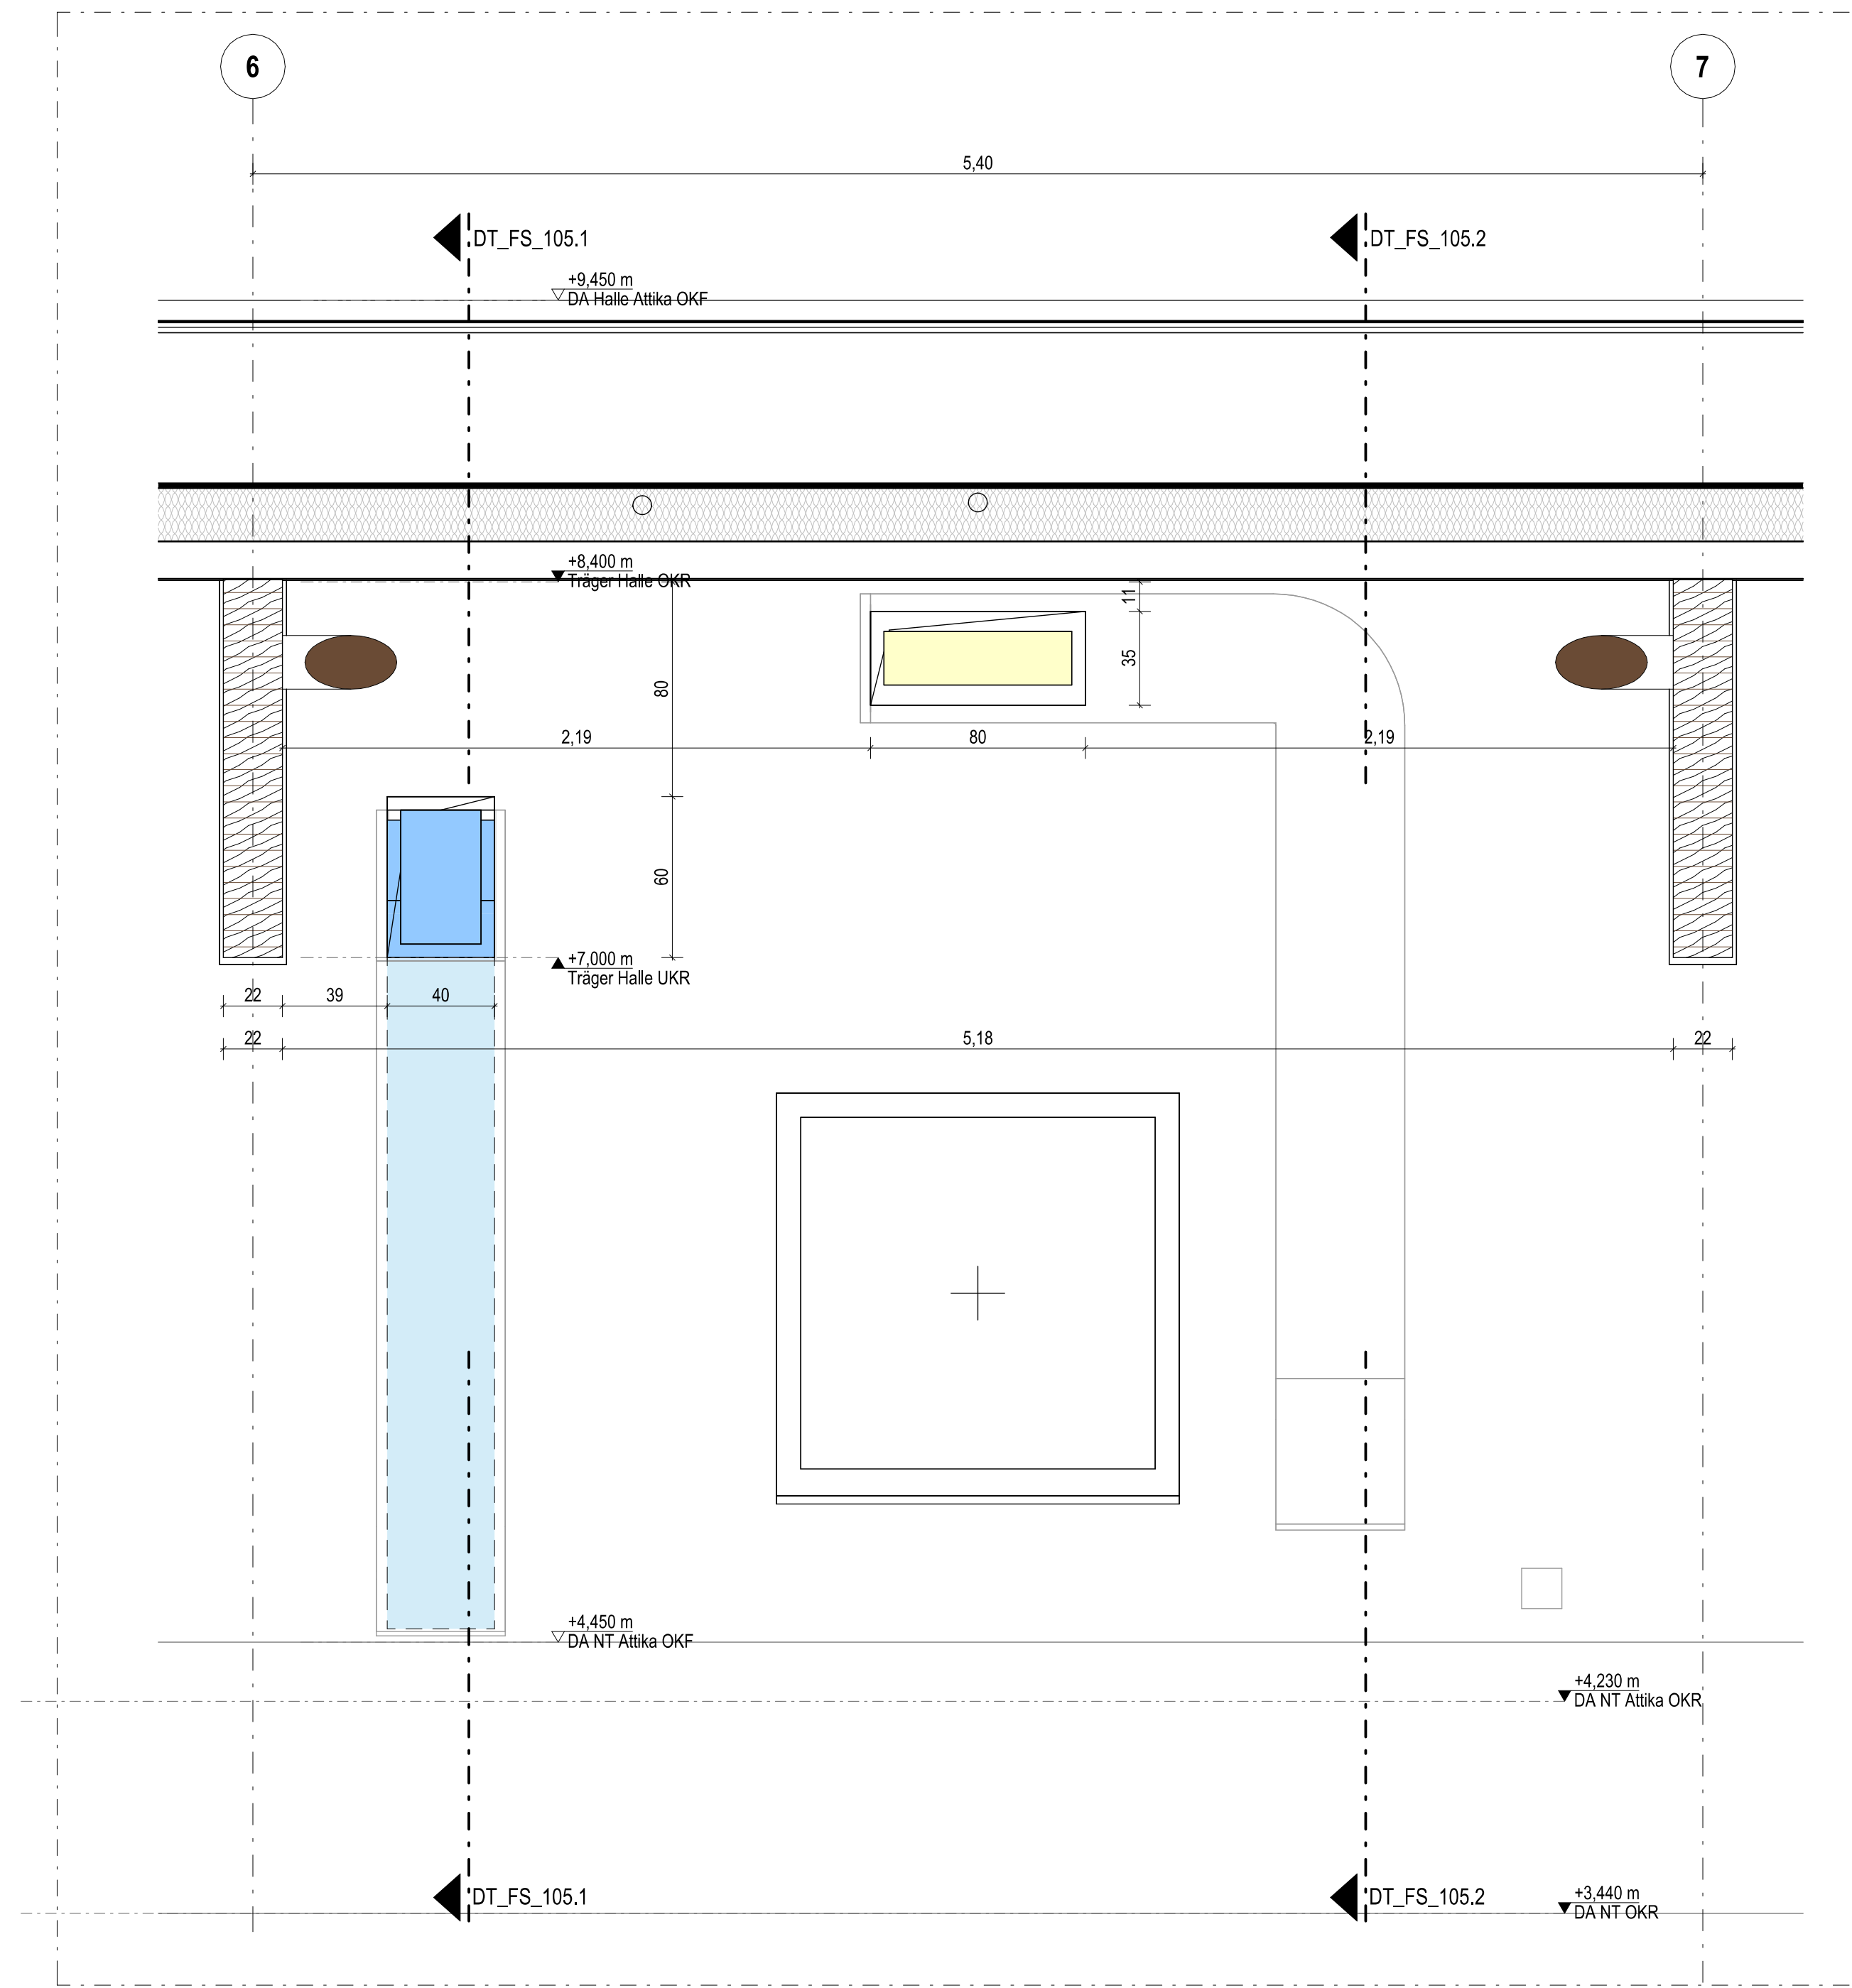 6
7
5,40
DT_FS_105.1
DT_FS_105.2
+9,450 m
DA Halle Attika OKF
+8,400 m
Träger Halle OKR
11
35
80
2,19
80
2,19
60
+7,000 m
Träger Halle UKR
22
39
40
22
5,18
22
+4,450 m
DA NT Attika OKF
+4,230 m
DA NT Attika OKR
DT_FS_105.1
DT_FS_105.2
+3,440 m
DA NT OKR